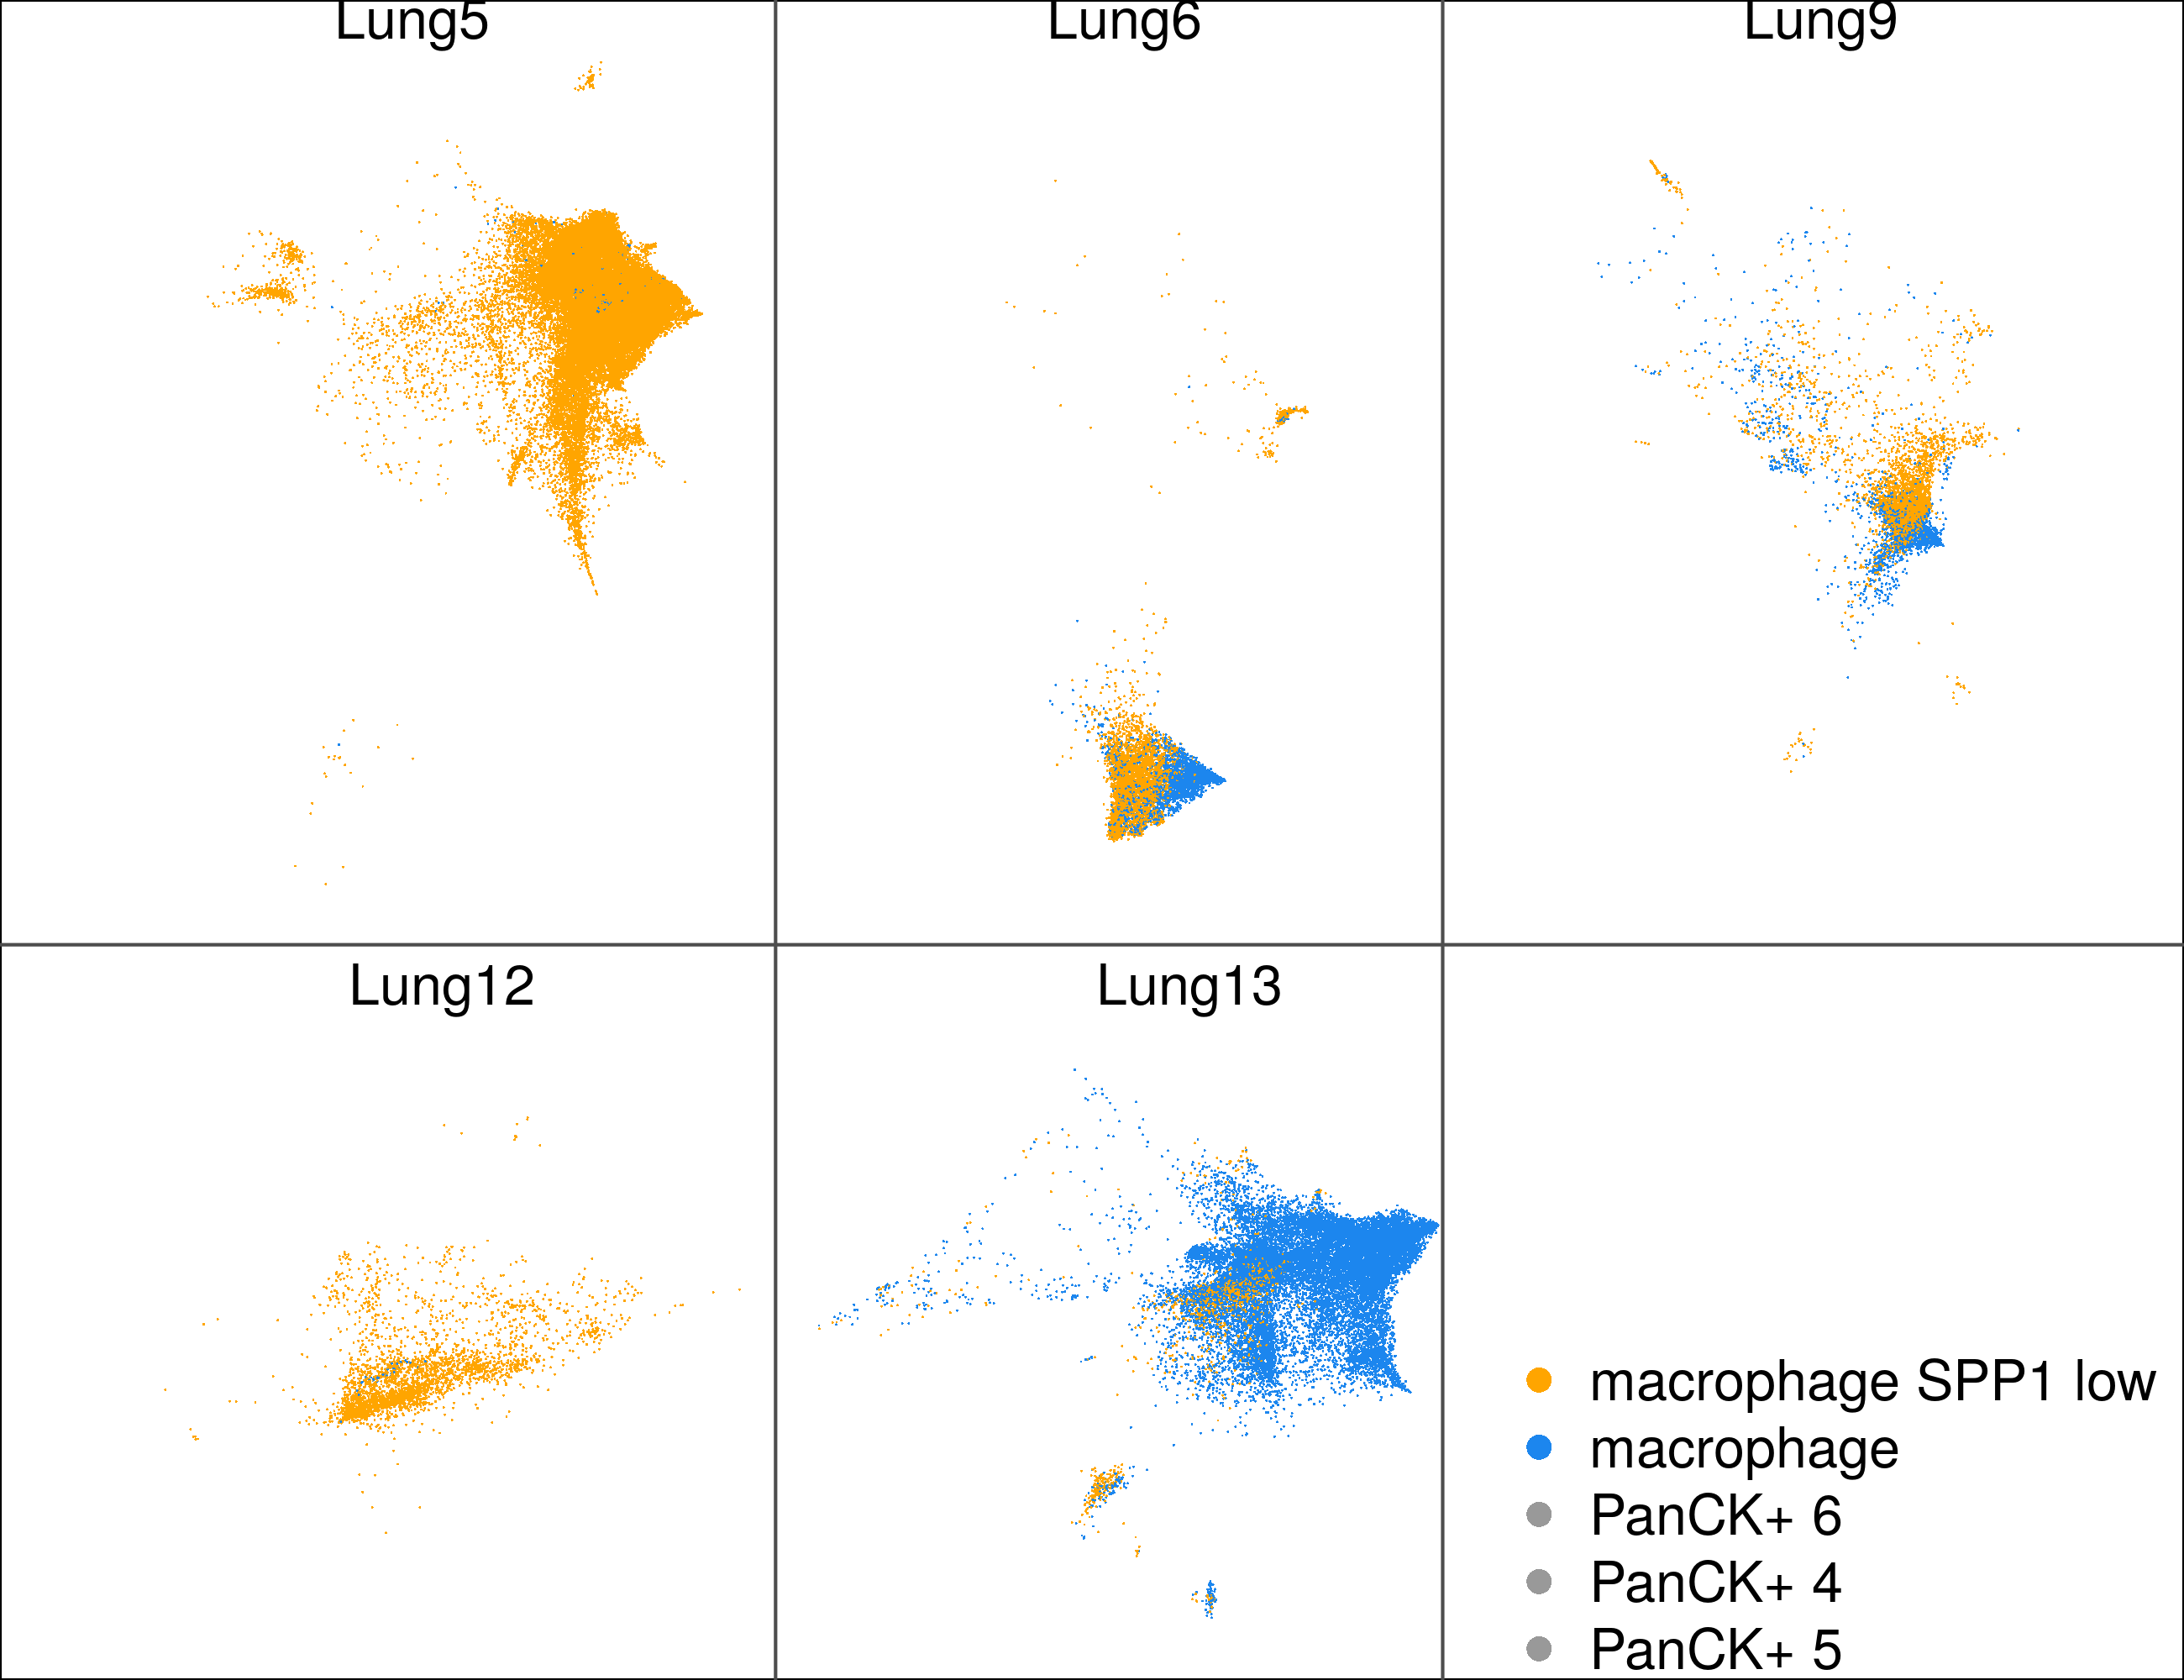 Lung5
Lung6
Lung9
Lung12
Lung13
macrophage SPP1 low
macrophage
PanCK+ 6
PanCK+ 4
PanCK+ 5